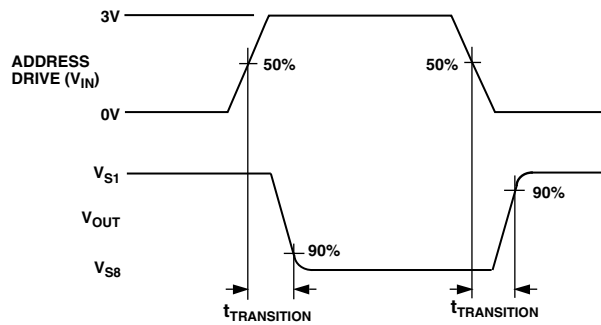 3V
ADDRESS
DRIVE (VIN)
50%
50%
0V
VS1
VOUT
90%
90%
VS8
tTRANSITION
tTRANSITION